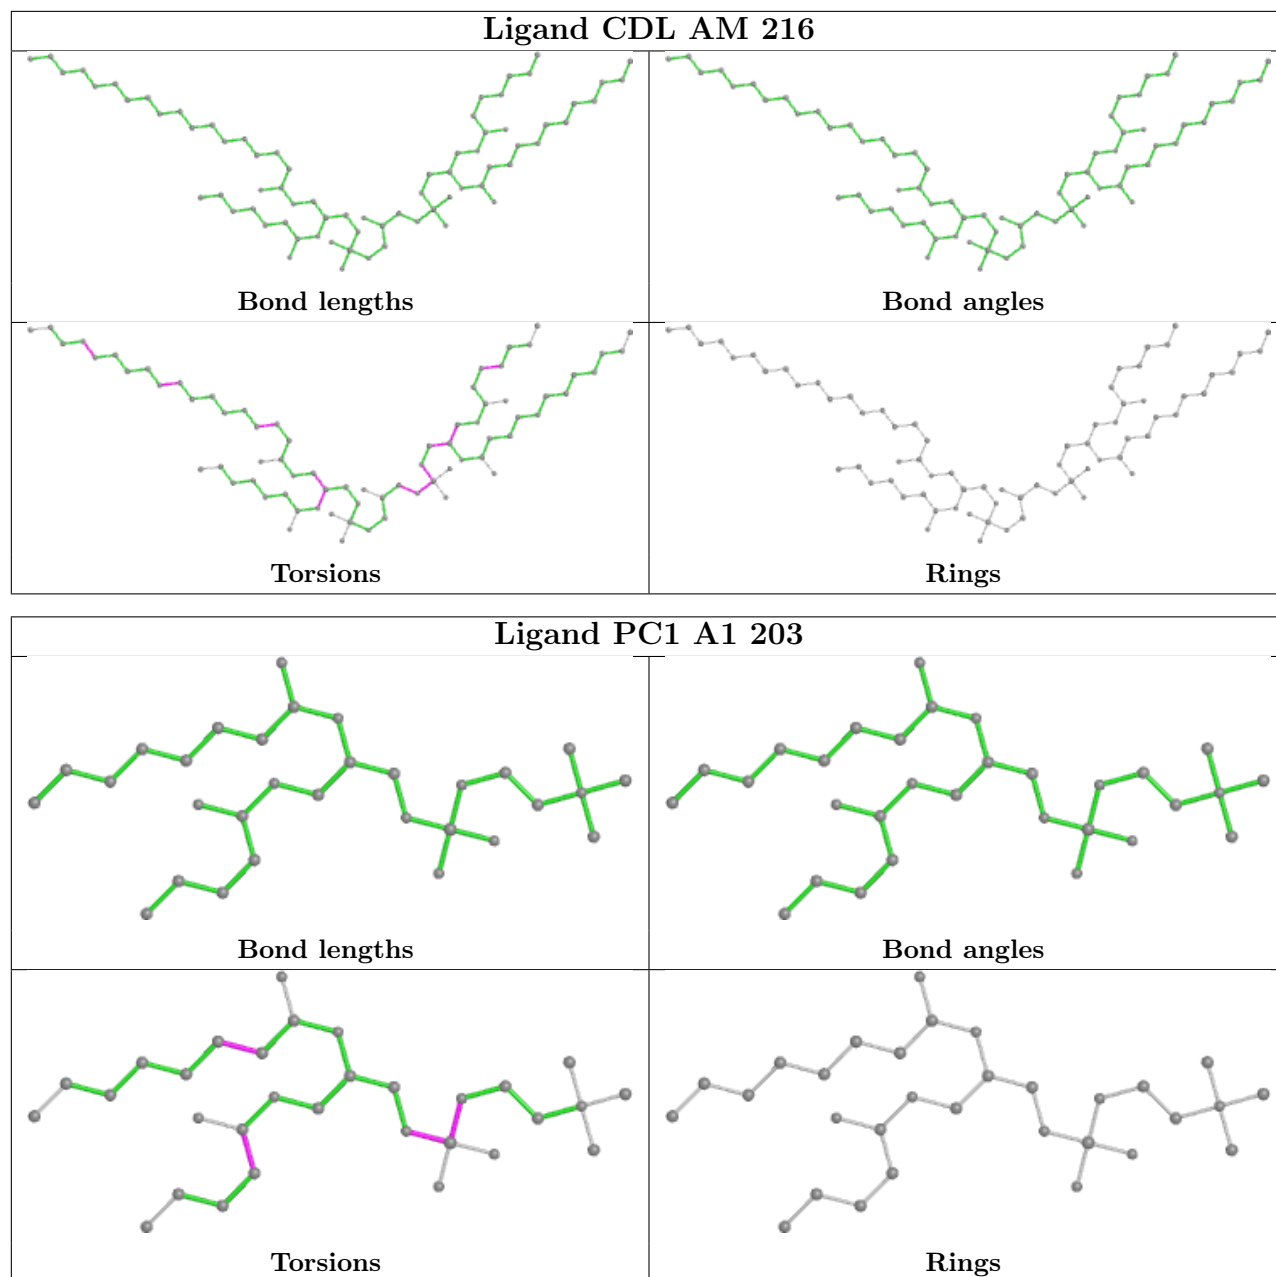 Ligand CDL AM 216
Bond lengths
Bond angles
Torsions
Rings
Ligand PC1 A1 203
Bond lengths
Bond angles
Torsions
Rings